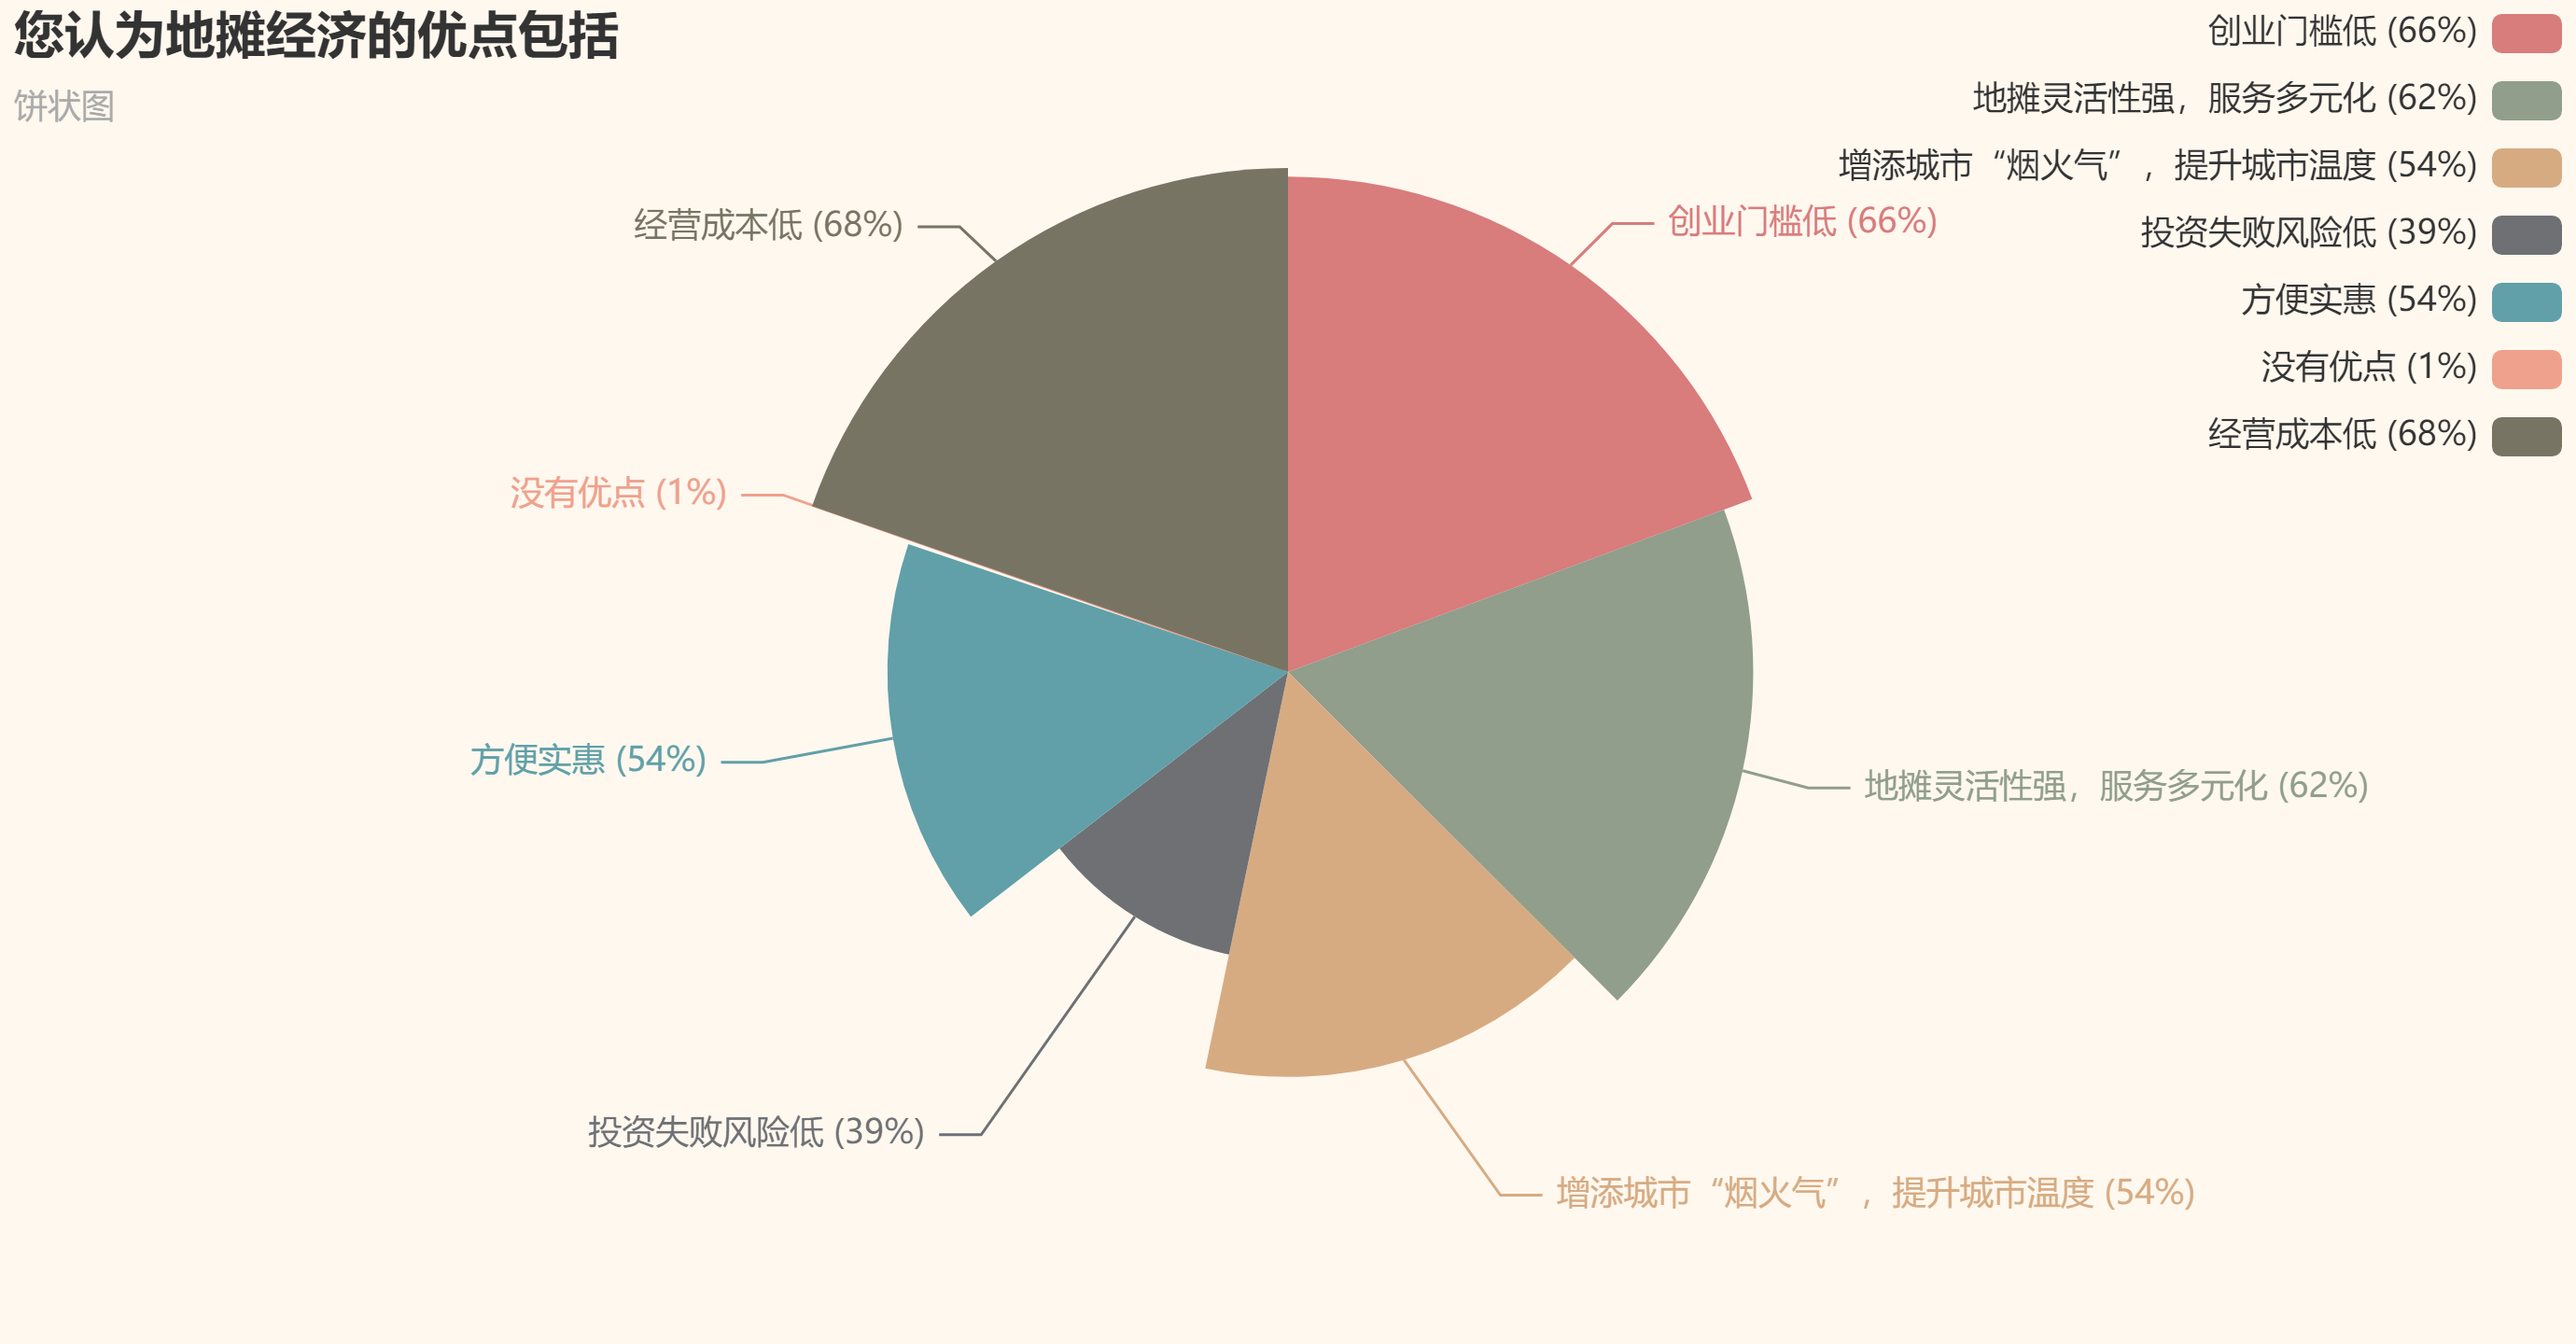 您认为地摊经济的优点包括
饼状图
创业门槛低 (66%)
地摊灵活性强，服务多元化 (62%)
增添城市“烟火气”，提升城市温度 (54%)
投资失败风险低 (39%)
方便实惠 (54%)
没有优点 (1%)
经营成本低 (68%)
经营成本低 (68%)
创业门槛低 (66%)
没有优点 (1%)
方便实惠 (54%)
地摊灵活性强，服务多元化 (62%)
投资失败风险低 (39%)
增添城市“烟火气”，提升城市温度 (54%)